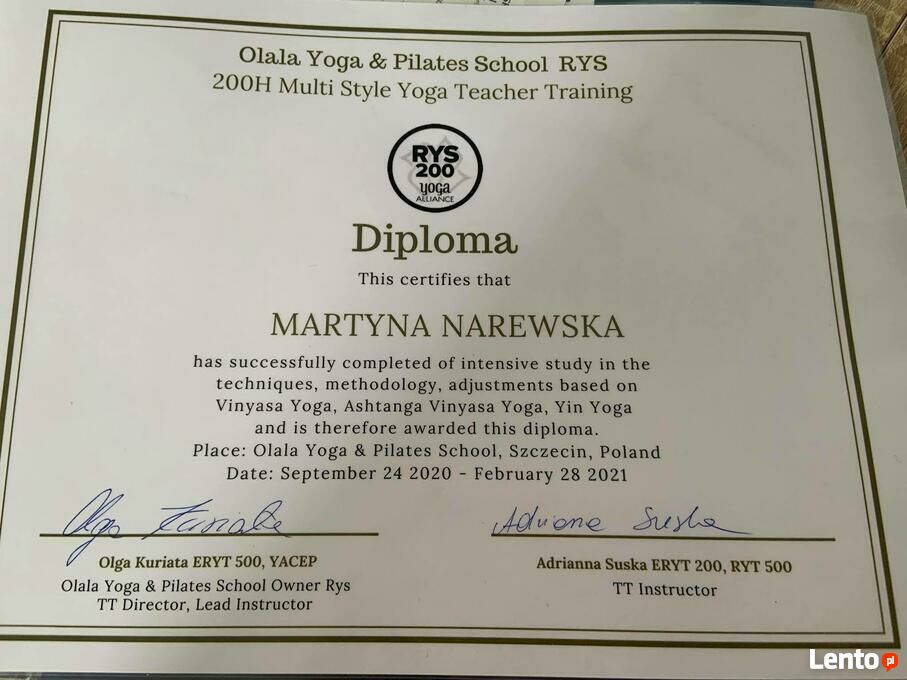 Olala Yoga & Pilates School RYS
200H Multi Style Yoga Teacher Training
RYS
200
yoga
ALLIANCE
Diploma
This certifies that
MARTYNA NAREWSKA
has successfully completed of intensive study in the
techniques, methodology, adjustments based on
Vinyasa Yoga, Ashtanga Vinyasa Yoga, Yin Yoga
and is therefore awarded this diploma.
Place: Olala Yoga & Pilates School, Szczecin, Poland
Date: September 24 2020 - February 28 2021
Olga Kuriata
Adriana Suska
Olga Kuriata ERYT 500, YACEP
Adrianna Suska ERYT 200, RYT 500
Olala Yoga & Pilates School Owner Rys
TT Instructor
TT Director, Lead Instructor
Lento pl